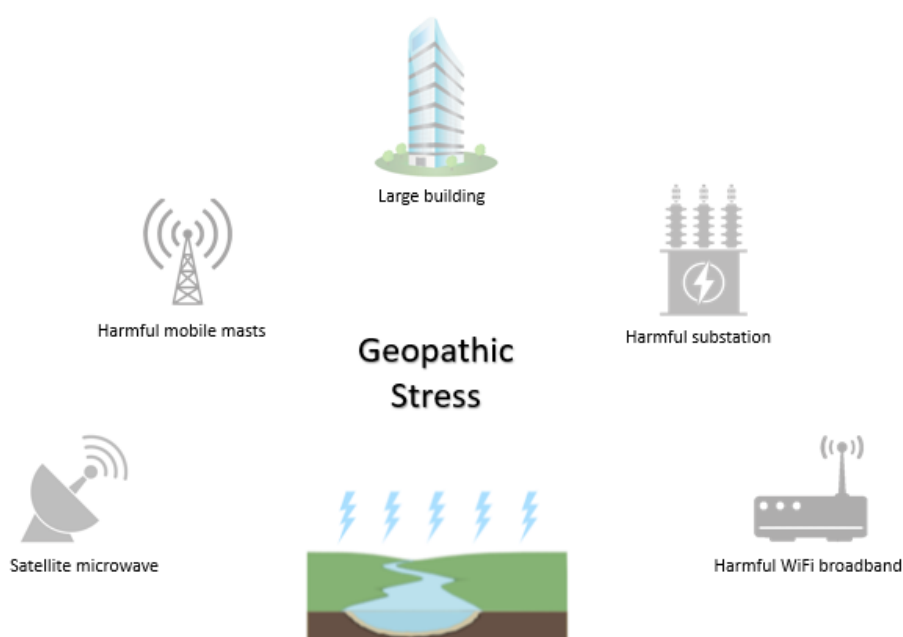 Large building
Harmful mobile masts
Harmful substation
Geopathic
Stress
Satellite microwave
Harmful WiFi broadband